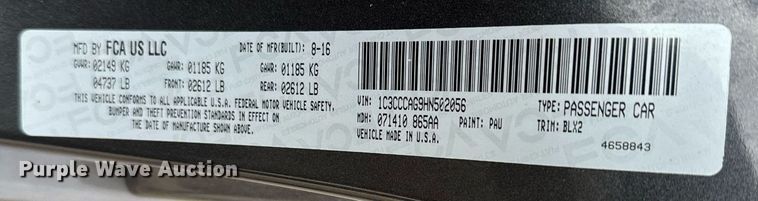 MFD BY FCA US LLC DATE OF MFR(BUILT): 8-16
GVWR: 02149 KG GAWR: 01185 KG GAWR: 01185 KG
04737 LB FRONT: 02612 LB REAR: 02612 LB
THIS VEHICLE CONFORMS TO ALL APPLICABLE U.S.A. FEDERAL MOTOR VEHICLE SAFETY,
BUMPER AND THEFT PREVENTION STANDARDS IN EFFECT ON
THE DATE OF MANUFACTURE SHOWN ABOVE.
VIN: 1C3CCCAG9HN502056 TYPE: PASSENGER CAR
MDH: 071410 865AA PAINT: PAU TRIM: BLX2
VEHICLE MADE IN U.S.A. 4658843
Purple Wave Auction